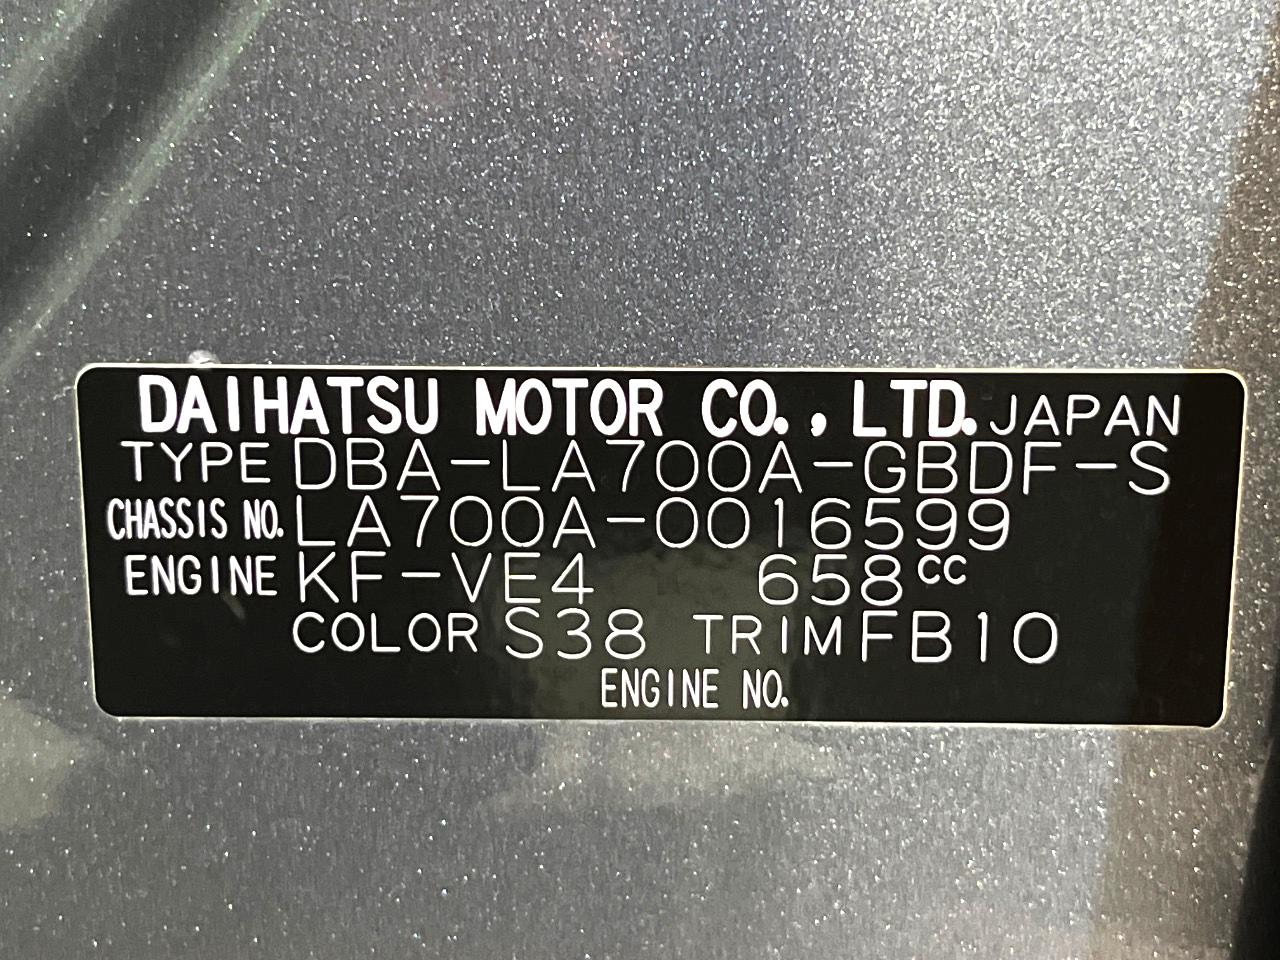 DAIHATSU MOTOR CO., LTD. JAPAN
TYPE DBA-LA700A-GBDF-S
CHASSIS NO. LA700A-0016599
ENGINE KF-VE4 658cc
COLOR S38 TRIM FB10
ENGINE NO.